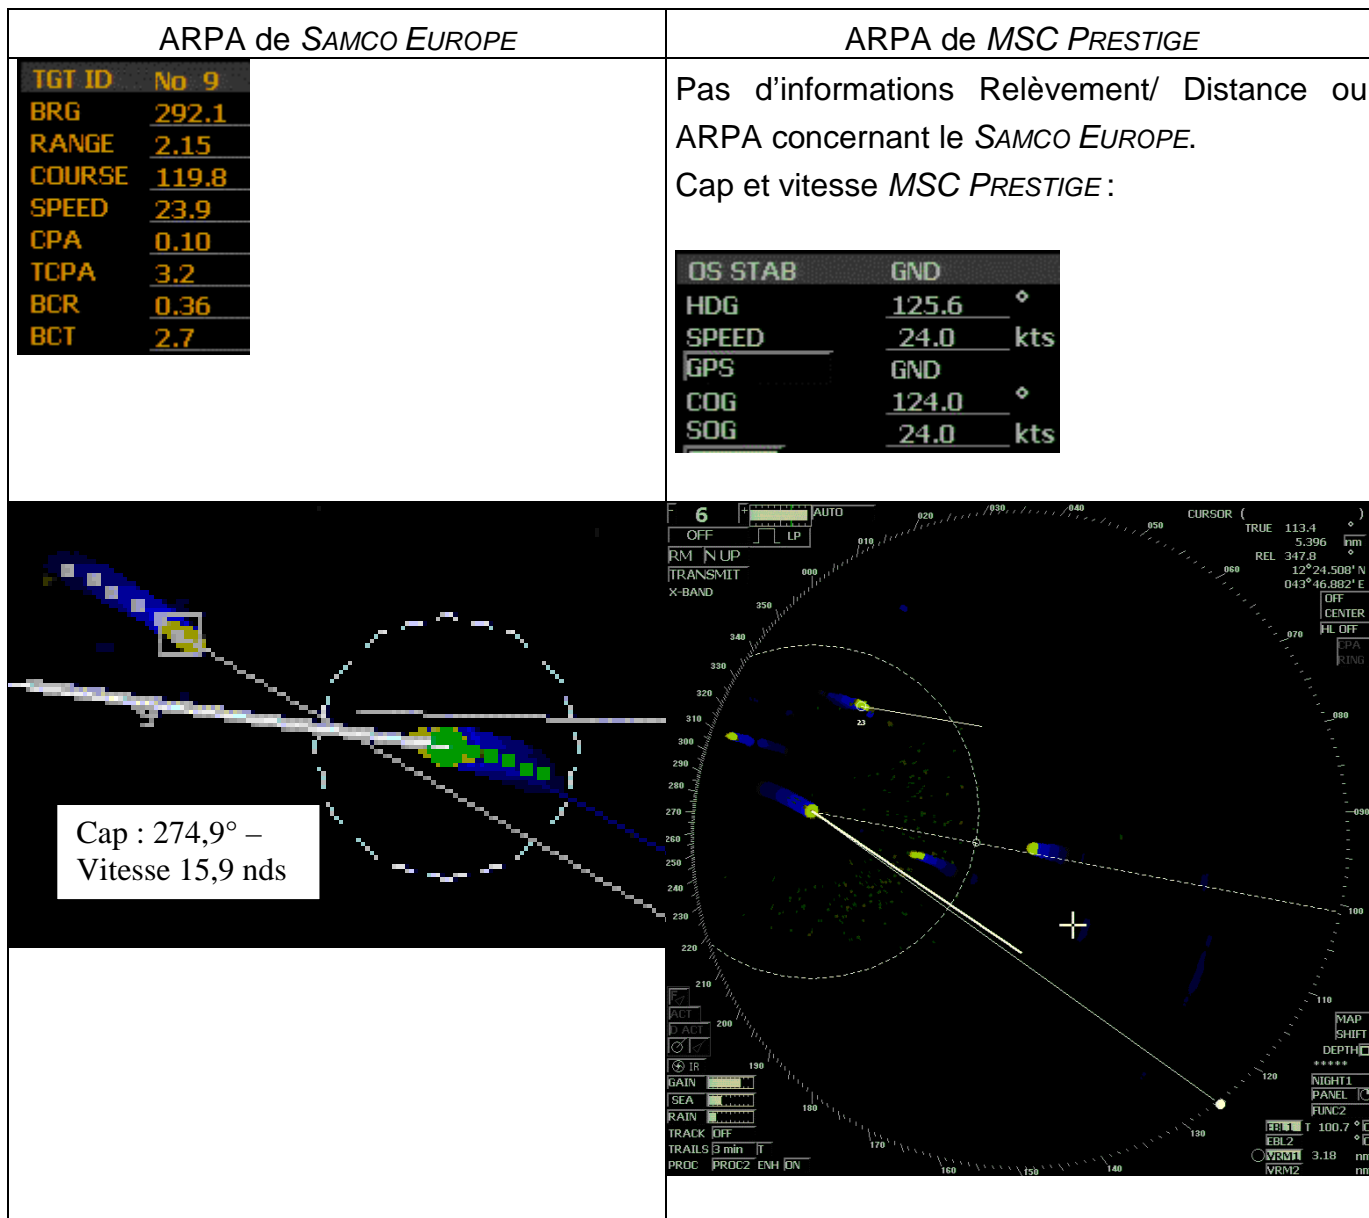 ARPA de SAMCO EUROPE
ARPA de MSC PRESTIGE
TGT ID No 9
BRG 292.1
RANGE 2.15
COURSE 119.8
SPEED 23.9
CPA 0.10
TCPA 3.2
BCR 0.36
BCT 2.7
Pas d'informations Relèvement/ Distance ou
ARPA concernant le SAMCO EUROPE.
Cap et vitesse MSC PRESTIGE :
OS STAB GND
HDG 125.6 °
SPEED 24.0 kts
GPS GND
COG 124.0 °
SOG 24.0 kts
Cap : 274,9° –
Vitesse 15,9 nds
- 6 + AUTO
OFF LP
RM N UP
TRANSMIT
X-BAND
CURSOR ( )
TRUE 113.4 °
5.396 nm
REL 347.8 °
12°24.508'N
043°46.882'E
OFF
CENTER
HL OFF
CPA
RING
000
010
020
030
040
050
060
070
080
090
100
110
120
130
140
150
160
170
180
190
200
210
220
230
240
250
260
270
280
290
300
310
320
330
340
350
23
F
ACT
D ACT
IR
GAIN
SEA
RAIN
TRACK OFF
TRAILS 3 min T
PROC PROC2 ENH ON
MAP
SHIFT
DEPTH
*****
NIGHT1
PANEL
FUNC2
EBL1 T 100.7 °
EBL2 °
VRM1 3.18 nm
VRM2 nm